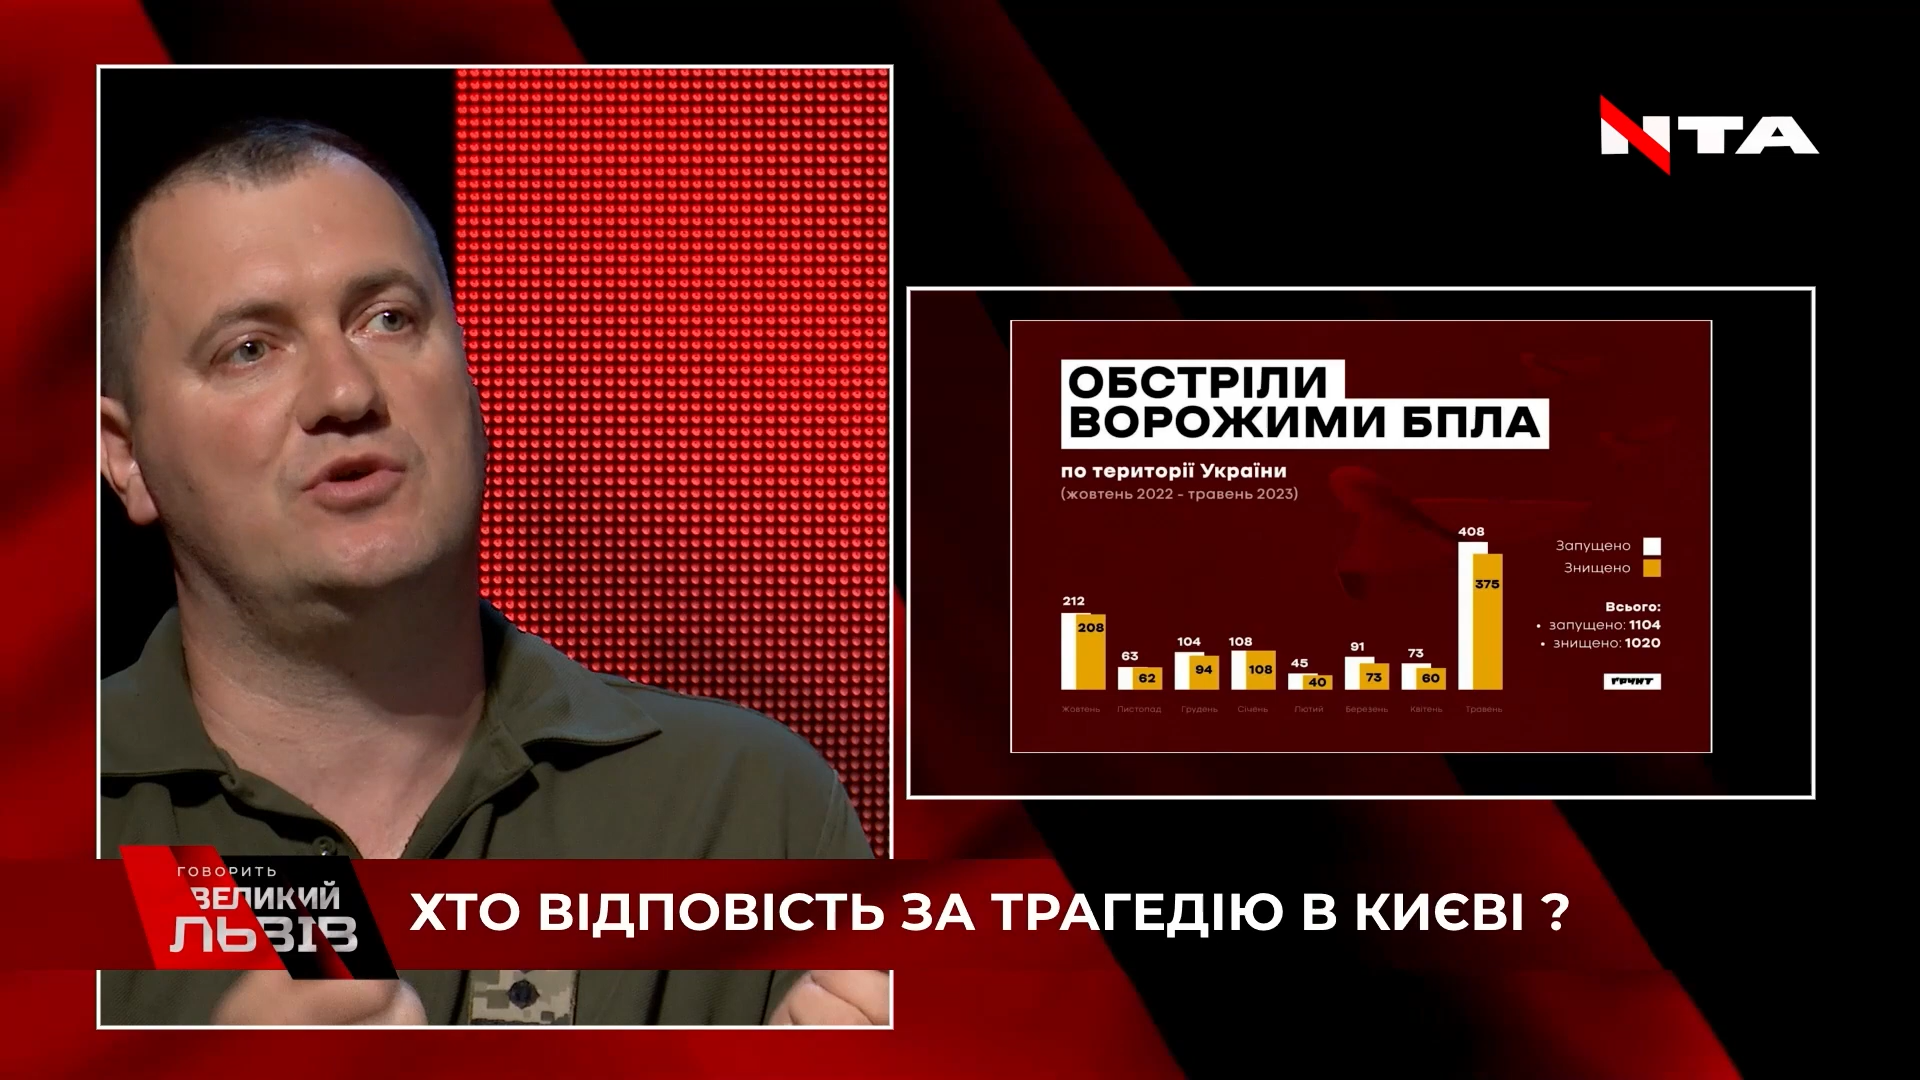 NTA
ОБСТРІЛИ
ВОРОЖИМИ БПЛА
по території України
(жовтень 2022 - травень 2023)
212
208
63
62
104
94
108
108
45
40
91
73
73
60
408
375
Жовтень
Листопад
Грудень
Січень
Лютий
Березень
Квітень
Травень
Запущено
Знищено
Всього:
• запущено: 1104
• знищено: 1020
ГРУНТ
ГОВОРИТЬ
ВЕЛИКИЙ
ЛЬВІВ
ХТО ВІДПОВІСТЬ ЗА ТРАГЕДІЮ В КИЄВІ ?